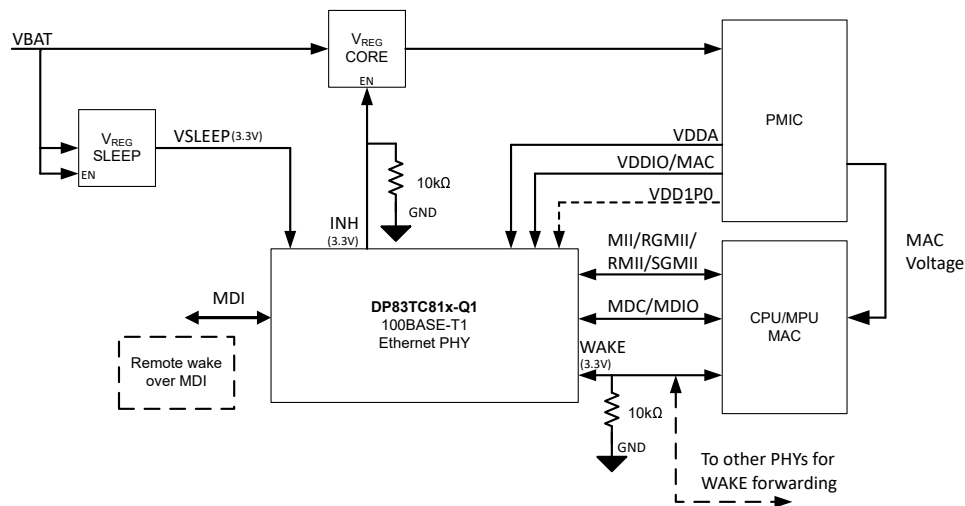 VBAT
VREG
CORE
EN
PMIC
VREG
SLEEP
EN
VSLEEP(3.3V)
VDDA
VDDIO/MAC
VDD1P0
10kΩ
GND
INH
(3.3V)
MII/RGMII/
RMII/SGMII
MAC
Voltage
MDI
DP83TC81x-Q1
100BASE-T1
Ethernet PHY
MDC/MDIO
CPU/MPU
MAC
WAKE
(3.3V)
Remote wake
over MDI
10kΩ
GND
To other PHYs for
WAKE forwarding